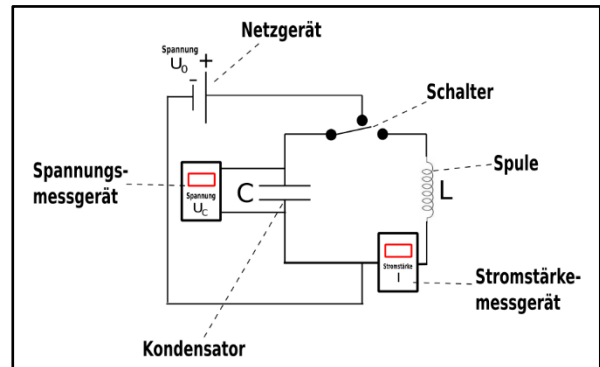 Netzgerät
Spannung
U0
+
-
Schalter
Spannungs-
messgerät
Spannung
UC
C
Spule
L
Stromstärke
I
Stromstärke-
messgerät
Kondensator